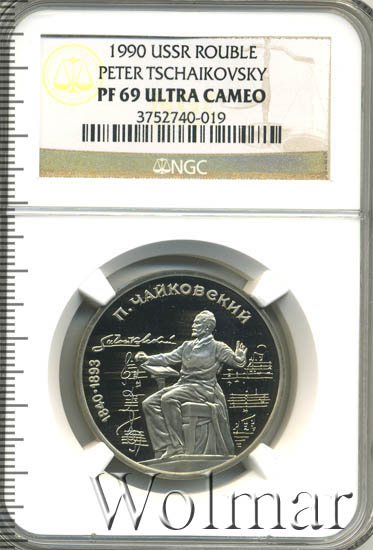 1990 USSR ROUBLE
PETER TSCHAIKOVSKY
PF 69 ULTRA CAMEO
3752740-019
NGC
П. ЧАЙКОВСКИЙ
1840·1893
Wolmar